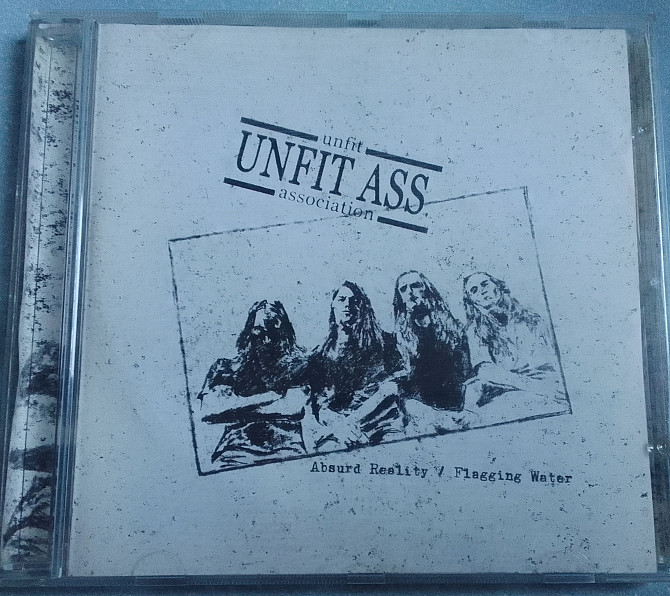 unfit
UNFIT ASS.
association
Absurd Reality / Flagging Water